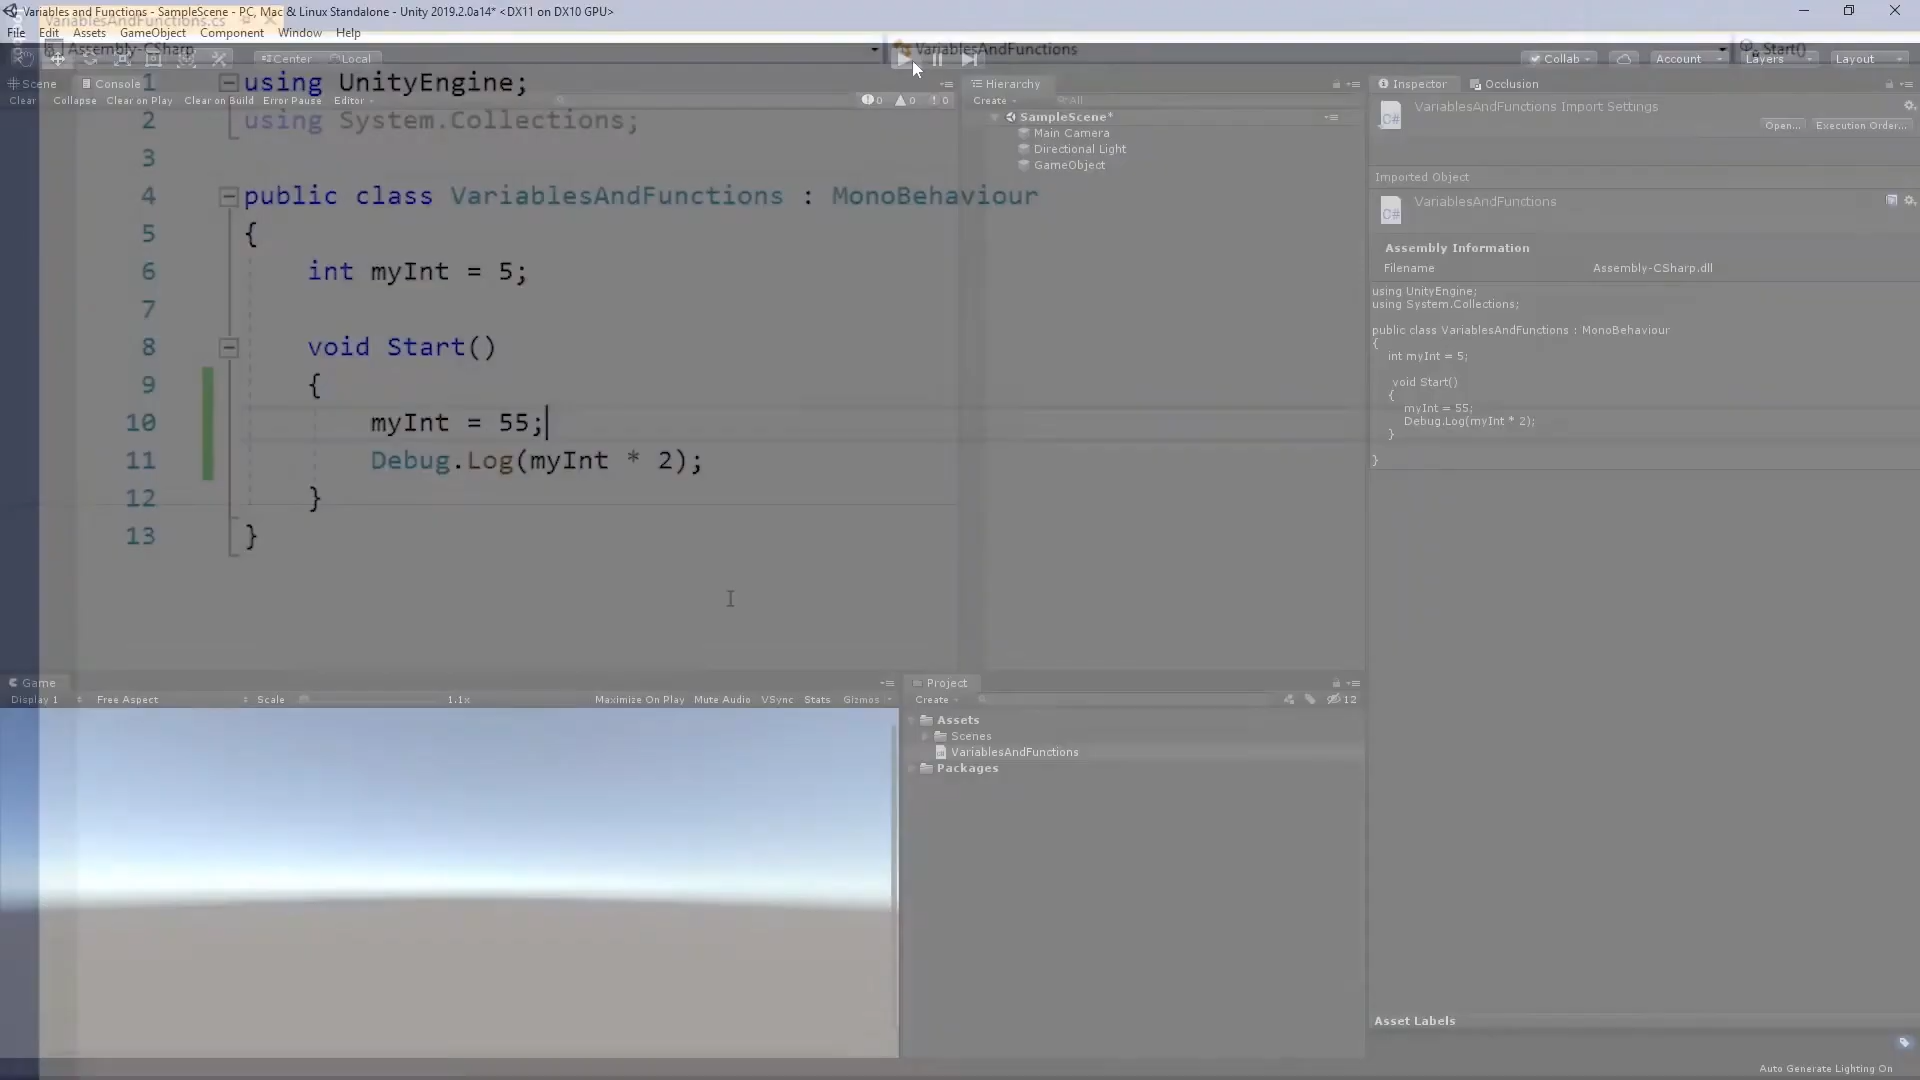 Variables and Functions - SampleScene - PC, Mac & Linux Standalone - Unity 2019.2.0a14* <DX11 on DX10 GPU>
VariablesAndFunctions.cs
File Edit Assets GameObject Component Window Help
Assembly-CSharp
VariablesAndFunctions
Start()
Center Local
Collab Account Layers Layout
Scene Console
Clear Collapse Clear on Play Clear on Build Error Pause Editor
0 0 0
1 using UnityEngine;
2 using System.Collections;
3
4 public class VariablesAndFunctions : MonoBehaviour
5 {
6 int myInt = 5;
7
8 void Start()
9 {
10 myInt = 55;
11 Debug.Log(myInt * 2);
12 }
13 }
Hierarchy
Create All
SampleScene*
Main Camera
Directional Light
GameObject
Inspector Occlusion
C#
VariablesAndFunctions Import Settings
Open... Execution Order...
Imported Object
C#
VariablesAndFunctions
Assembly Information
Filename Assembly-CSharp.dll
using UnityEngine;
using System.Collections;
public class VariablesAndFunctions : MonoBehaviour
{
int myInt = 5;
void Start()
{
myInt = 55;
Debug.Log(myInt * 2);
}
}
Game
Display 1 Free Aspect Scale 1.1x Maximize On Play Mute Audio VSync Stats Gizmos
Project
Create 12
Assets
Scenes
VariablesAndFunctions
Packages
Asset Labels
Auto Generate Lighting On